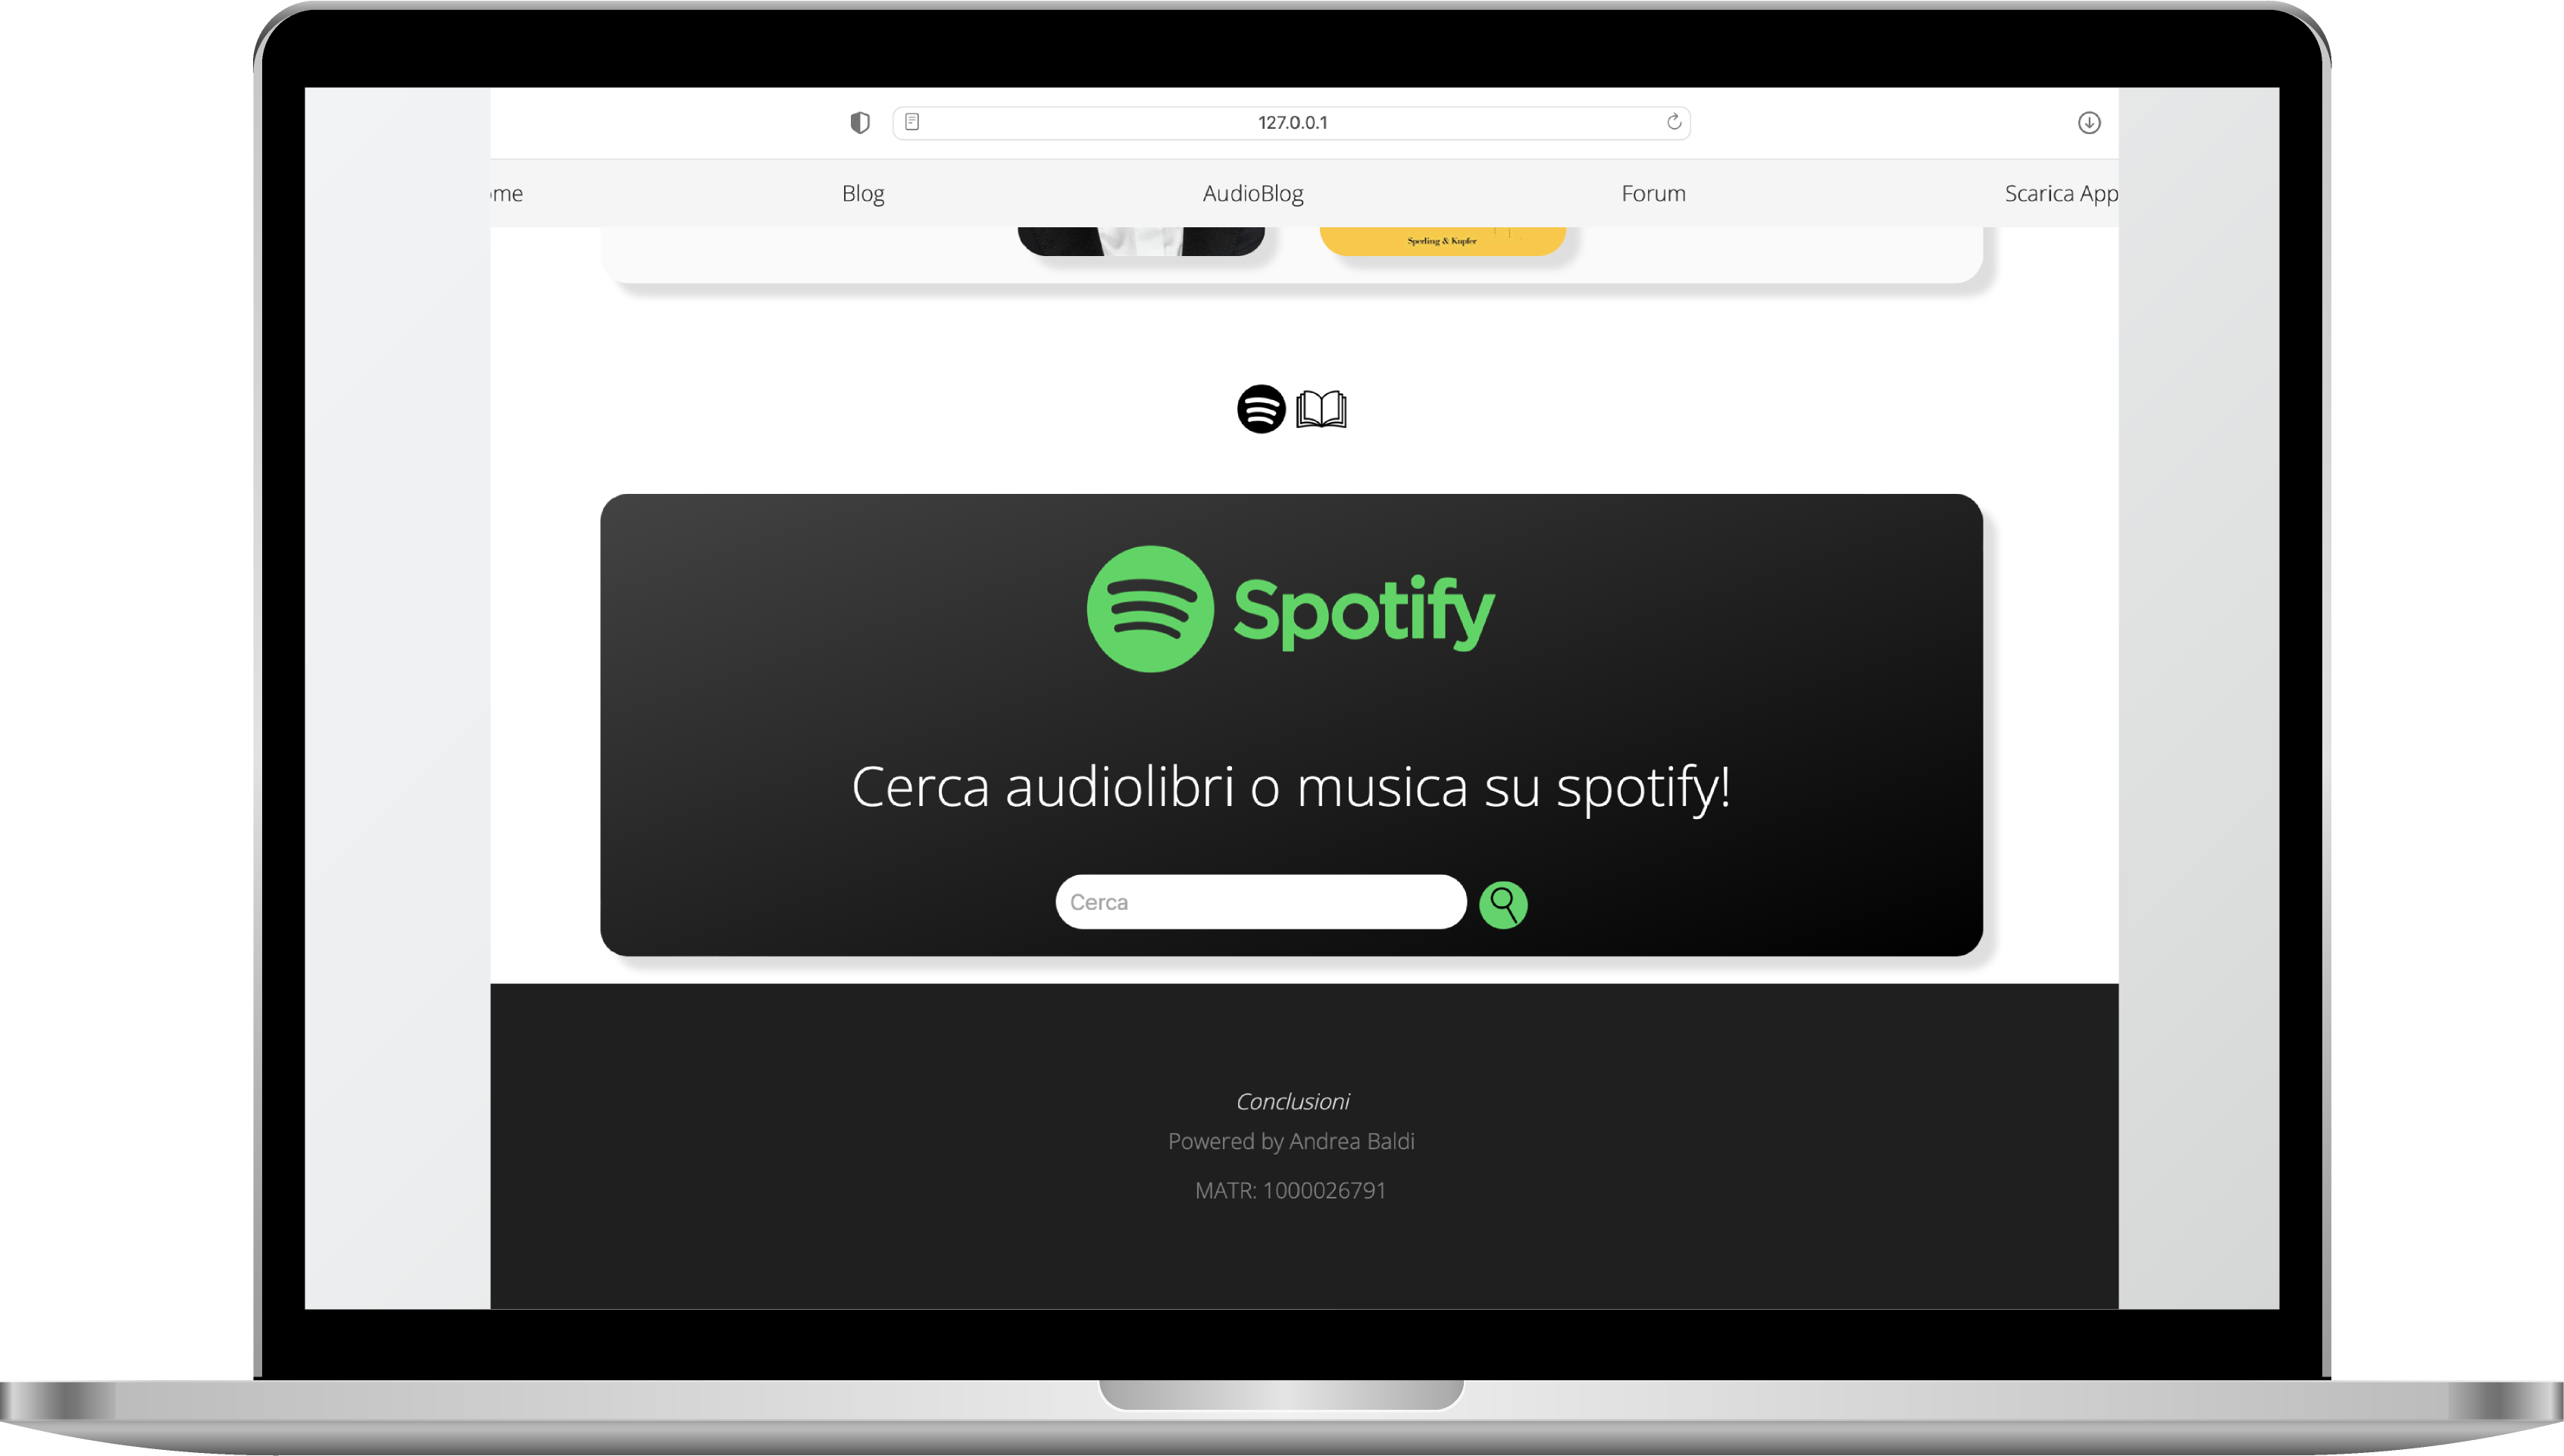 127.0.0.1
ome Blog AudioBlog Forum Scarica App
Sperling & Kupfer
Spotify
Cerca audiolibri o musica su spotify!
Cerca
Conclusioni
Powered by Andrea Baldi
MATR: 1000026791